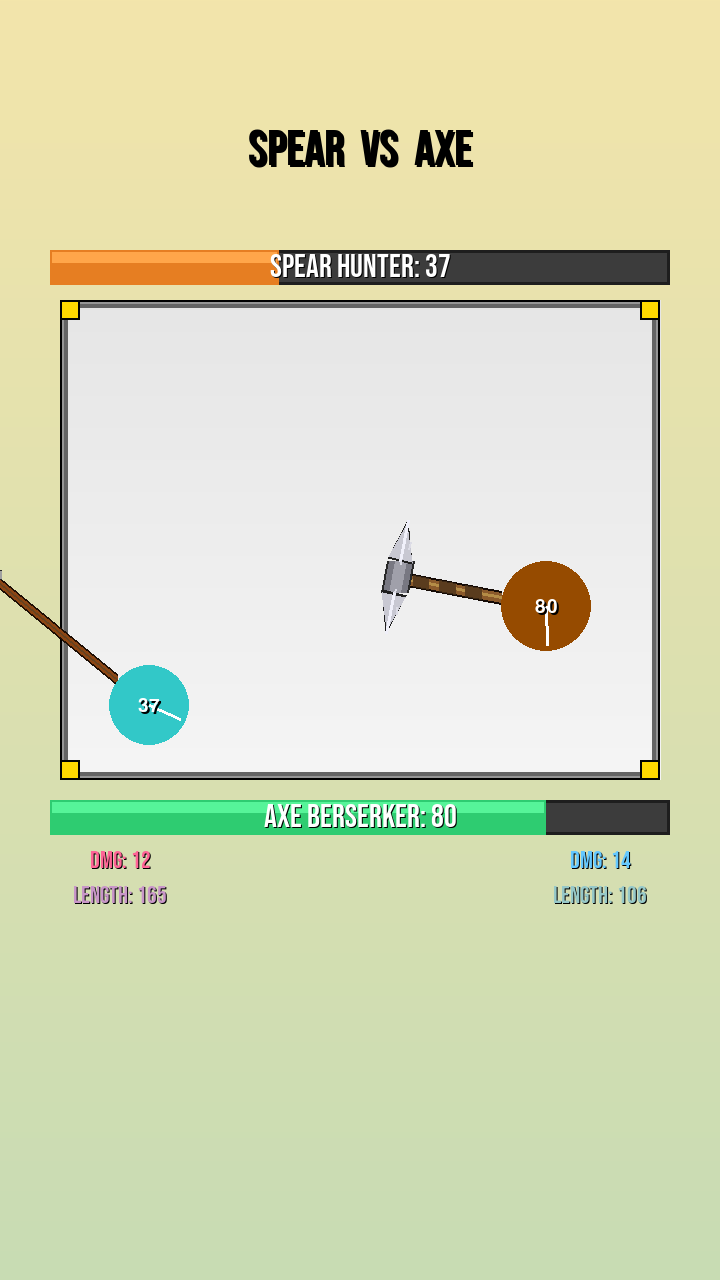 SPEAR VS AXE
SPEAR HUNTER: 37
80
37
AXE BERSERKER: 80
DMG: 12
DMG: 14
LENGTH: 165
LENGTH: 106